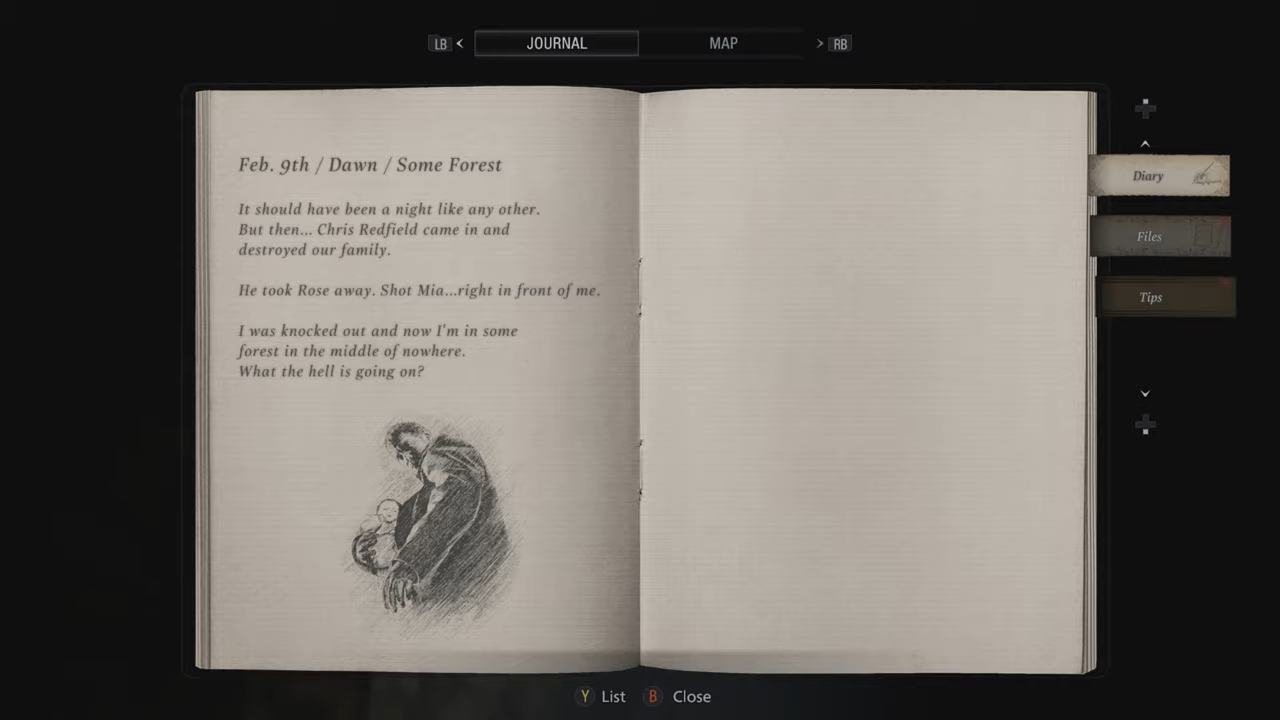 LB
JOURNAL
MAP
RB
Feb. 9th / Dawn / Some Forest
It should have been a night like any other.
But then... Chris Redfield came in and
destroyed our family.
He took Rose away. Shot Mia...right in front of me.
I was knocked out and now I'm in some
forest in the middle of nowhere.
What the hell is going on?
Diary
Files
Tips
Y List B Close